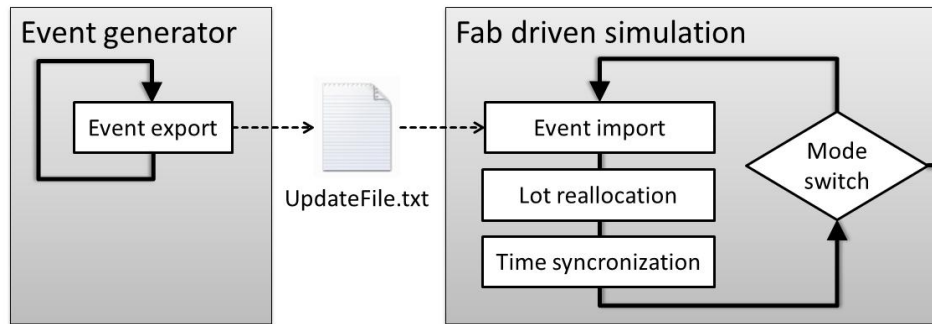 Event generator
Event export
UpdateFile.txt
Fab driven simulation
Event import
Lot reallocation
Time syncronization
Mode
switch